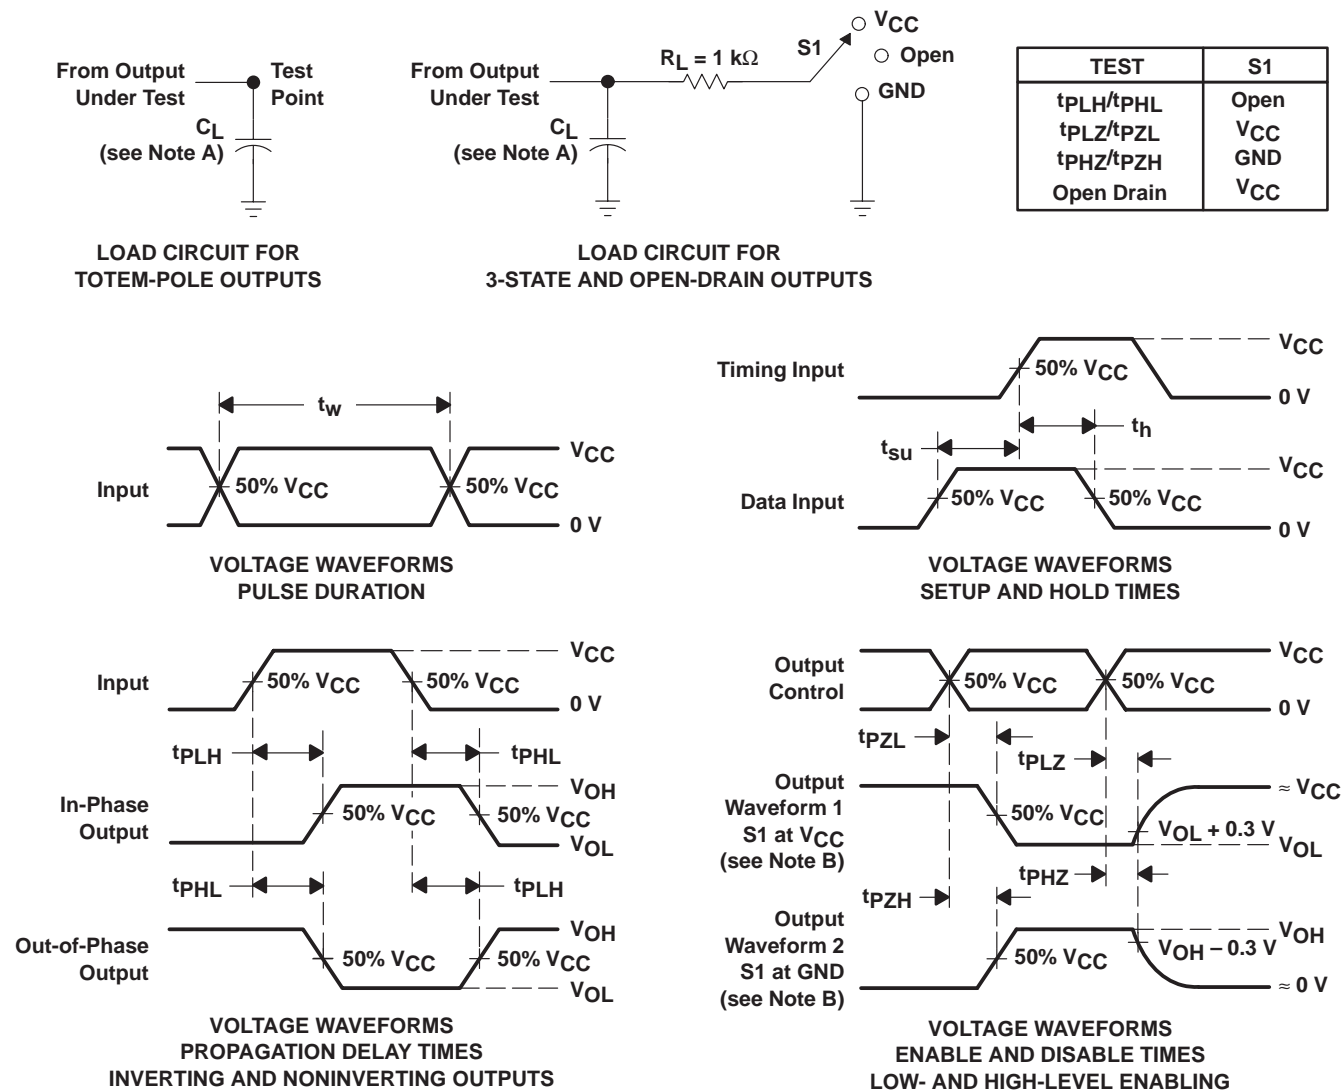 From Output
Under Test
Test
Point
CL
(see Note A)
LOAD CIRCUIT FOR
TOTEM-POLE OUTPUTS
From Output
Under Test
RL = 1 kΩ
S1
VCC
Open
GND
CL
(see Note A)
LOAD CIRCUIT FOR
3-STATE AND OPEN-DRAIN OUTPUTS
TEST S1
tPLH/tPHL Open
tPLZ/tPZL VCC
tPHZ/tPZH GND
Open Drain VCC
tw
Input
50% VCC
50% VCC
VCC
0 V
VOLTAGE WAVEFORMS
PULSE DURATION
Timing Input
50% VCC
VCC
0 V
tsu
th
Data Input
50% VCC
50% VCC
VCC
0 V
VOLTAGE WAVEFORMS
SETUP AND HOLD TIMES
Input
50% VCC
50% VCC
VCC
0 V
tPLH
tPHL
In-Phase
Output
50% VCC
50% VCC
VOH
VOL
tPHL
tPLH
Out-of-Phase
Output
50% VCC
50% VCC
VOH
VOL
VOLTAGE WAVEFORMS
PROPAGATION DELAY TIMES
INVERTING AND NONINVERTING OUTPUTS
Output
Control
50% VCC
50% VCC
VCC
0 V
tPZL
tPLZ
Output
Waveform 1
S1 at VCC
(see Note B)
50% VCC
VOL + 0.3 V
≈ VCC
VOL
tPZH
tPHZ
Output
Waveform 2
S1 at GND
(see Note B)
50% VCC
VOH − 0.3 V
VOH
≈ 0 V
VOLTAGE WAVEFORMS
ENABLE AND DISABLE TIMES
LOW- AND HIGH-LEVEL ENABLING